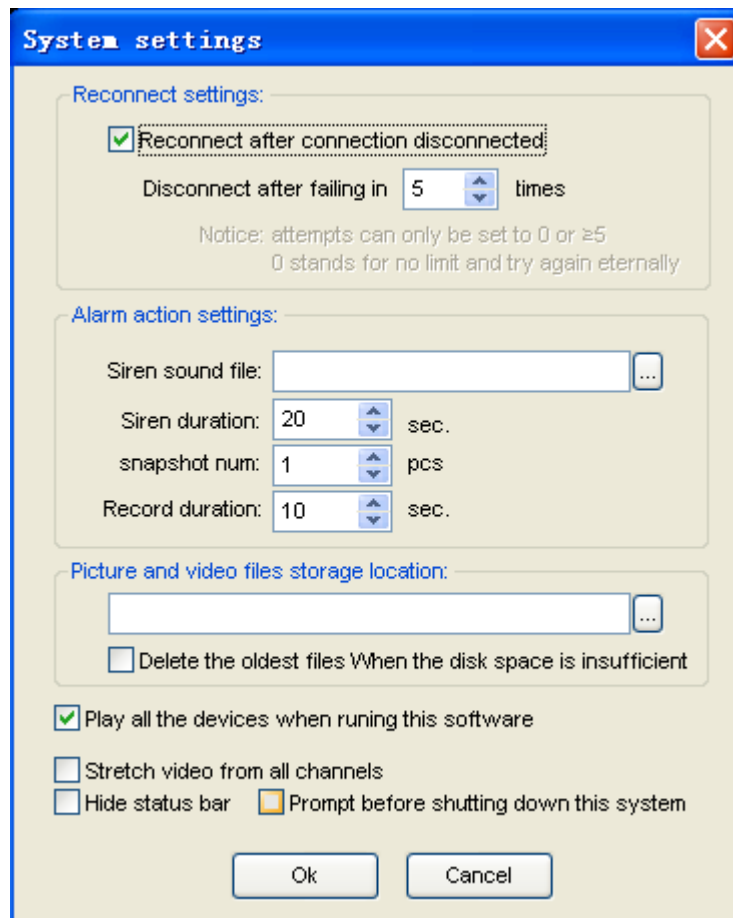 System settings
Reconnect settings:
Reconnect after connection disconnected
Disconnect after failing in 5 times
Notice: attempts can only be set to 0 or ≥5
0 stands for no limit and try again eternally
Alarm action settings:
Siren sound file: ...
Siren duration: 20 sec.
snapshot num: 1 pcs
Record duration: 10 sec.
Picture and video files storage location:
...
Delete the oldest files When the disk space is insufficient
Play all the devices when runing this software
Stretch video from all channels
Hide status bar Prompt before shutting down this system
Ok Cancel